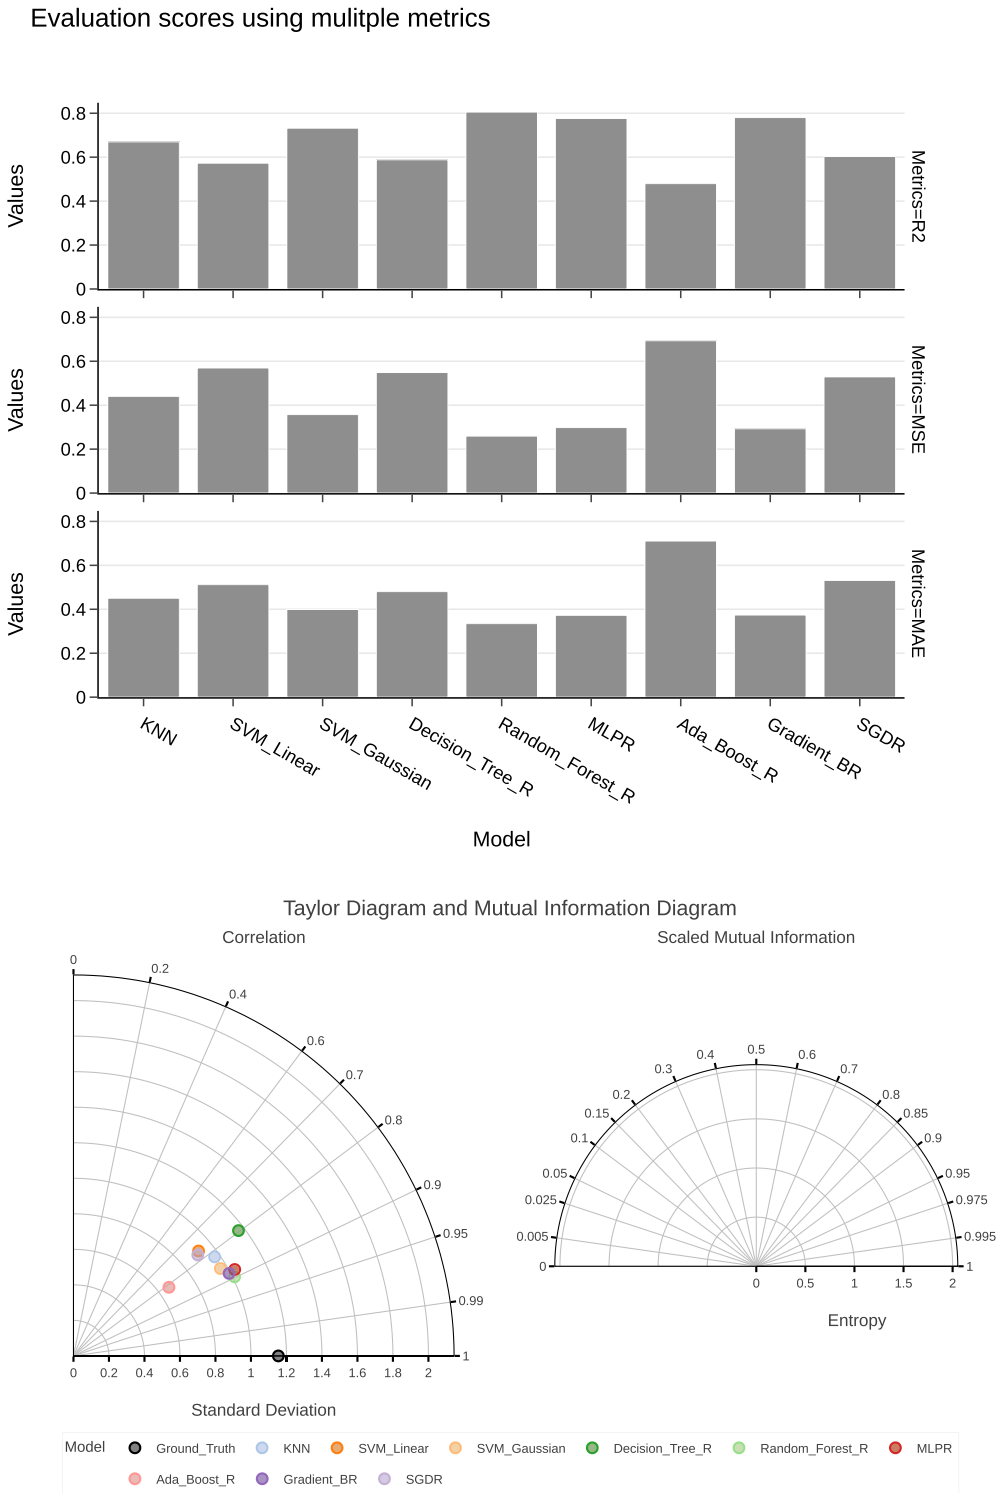 Evaluation scores using mulitple metrics
Values
0.8
0.6
0.4
0.2
0
Metrics=R2
Values
0.8
0.6
0.4
0.2
0
Metrics=MSE
Values
0.8
0.6
0.4
0.2
0
Metrics=MAE
KNN
SVM_Linear
SVM_Gaussian
Decision_Tree_R
Random_Forest_R
MLPR
Ada_Boost_R
Gradient_BR
SGDR
Model
Taylor Diagram and Mutual Information Diagram
Correlation
0
0.2
0.4
0.6
0.7
0.8
0.9
0.95
0.99
1
0 0.2 0.4 0.6 0.8 1 1.2 1.4 1.6 1.8 2
Standard Deviation
Scaled Mutual Information
0
0.005
0.025
0.05
0.1
0.15
0.2
0.3
0.4
0.5
0.6
0.7
0.8
0.85
0.9
0.95
0.975
0.995
1
0 0.5 1 1.5 2
Entropy
Model Ground_Truth KNN SVM_Linear SVM_Gaussian Decision_Tree_R Random_Forest_R MLPR
Ada_Boost_R Gradient_BR SGDR